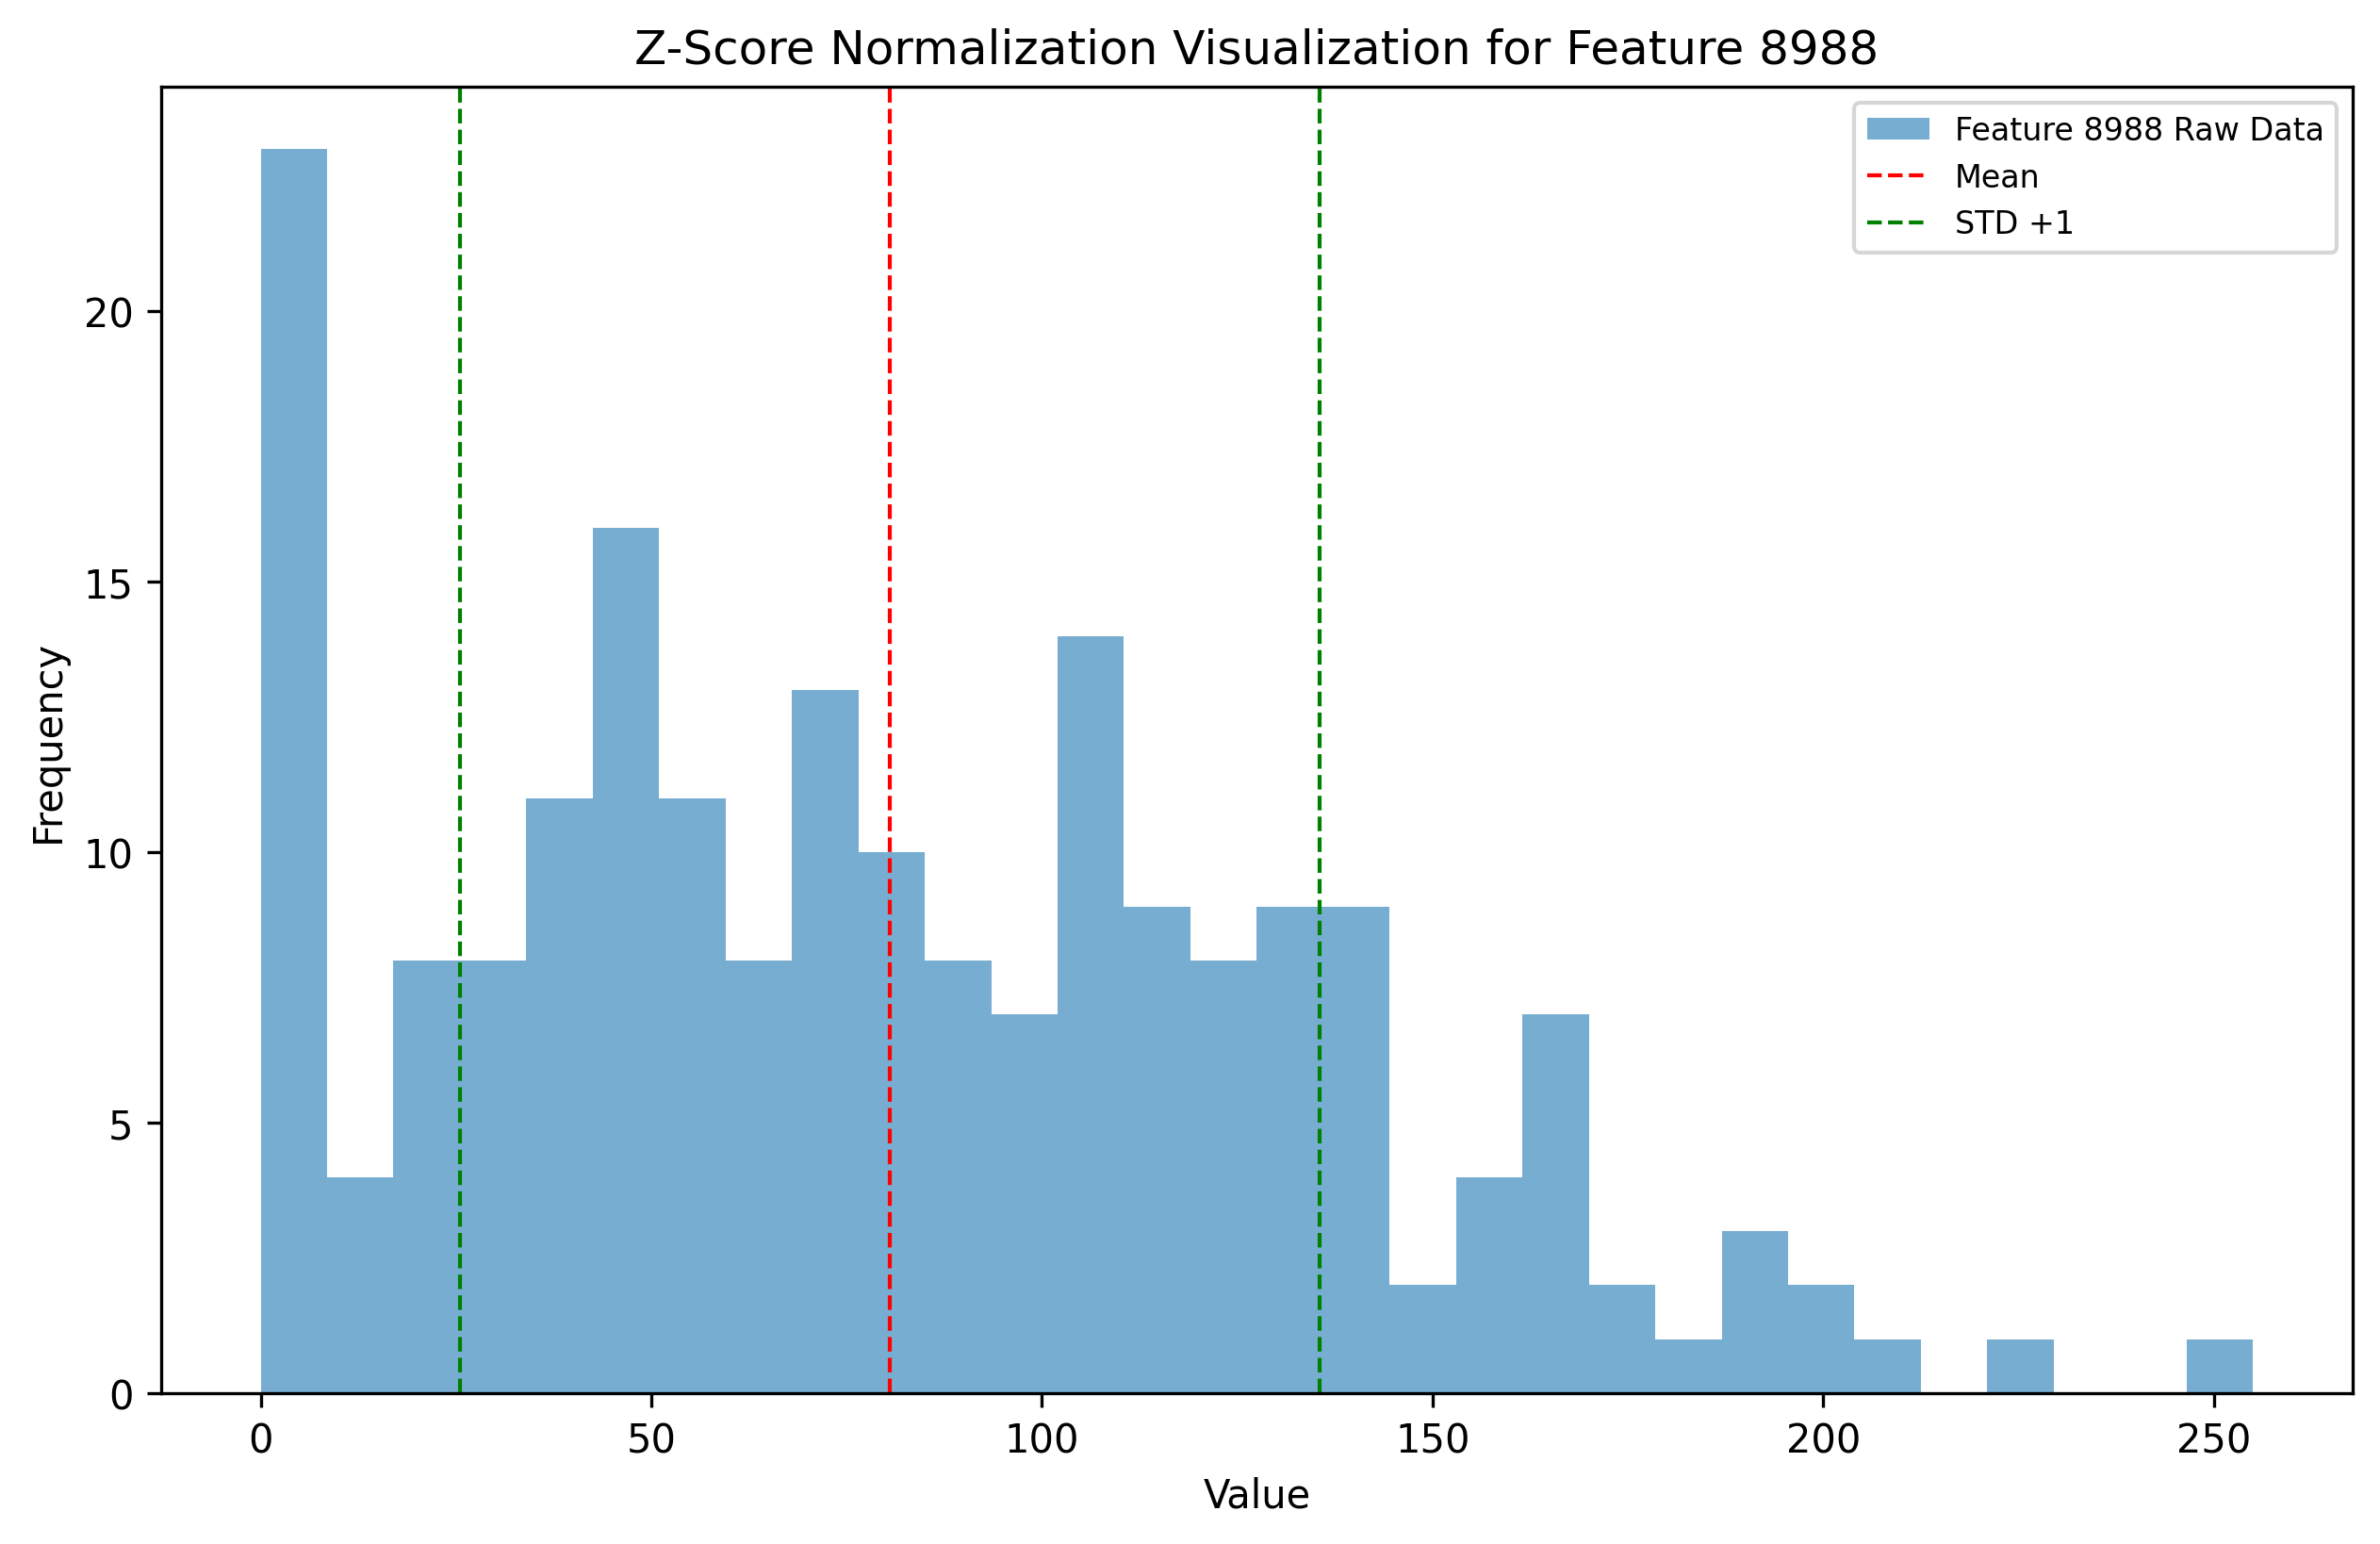 Z-Score Normalization Visualization for Feature 8988
Feature 8988 Raw Data
Mean
STD +1
20
15
10
5
0
Frequency
0 50 100 150 200 250
Value